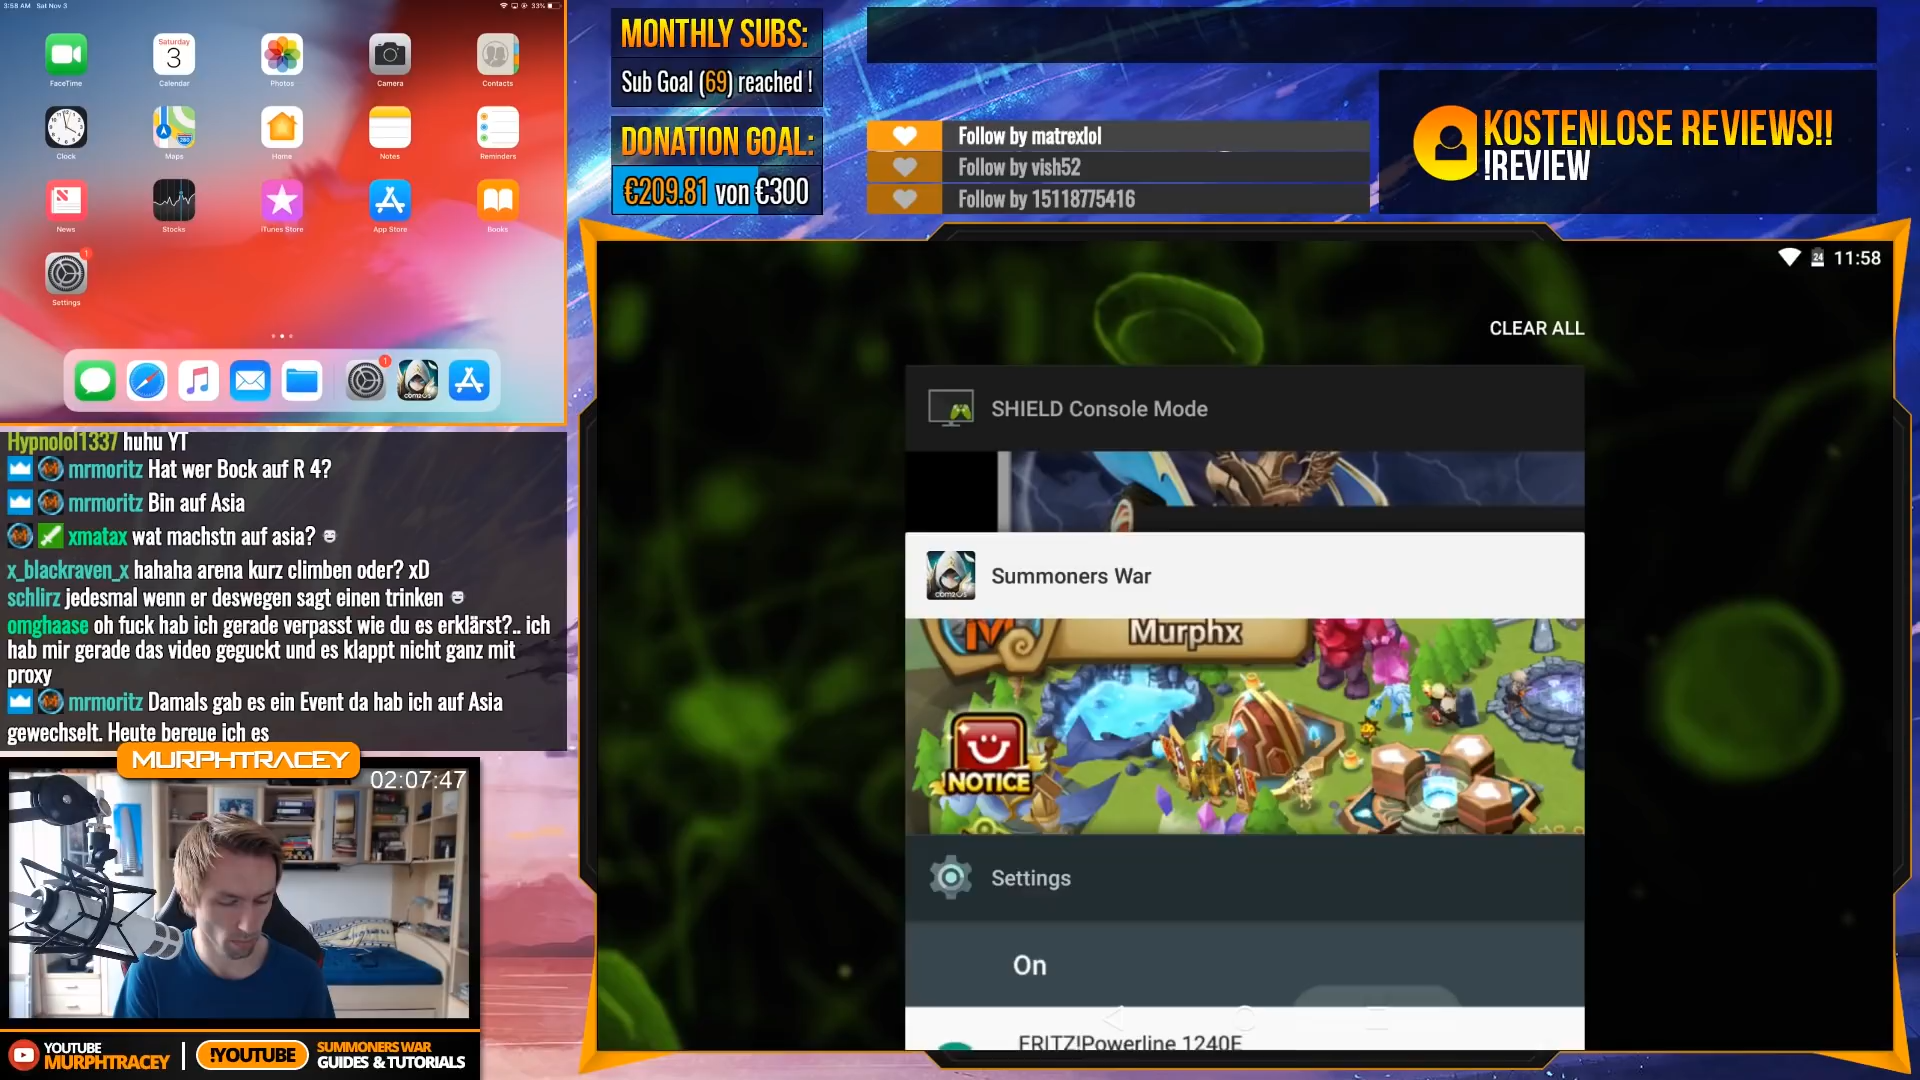 3:58 AM Sat Nov 3
33%
FaceTime
Saturday
3
Calendar
Photos
Camera
Contacts
Clock
Maps
Home
Notes
Reminders
News
Stocks
iTunes Store
App Store
Books
1
Settings
1
com2us
Hypnolol1337 huhu YT
mrmoritz Hat wer Bock auf R 4?
mrmoritz Bin auf Asia
xmatax wat machstn auf asia?
x_blackraven_x hahaha arena kurz climben oder? xD
schlirz jedesmal wenn er deswegen sagt einen trinken
omghaase oh fuck hab ich gerade verpasst wie du es erklärst?.. ich
hab mir gerade das video geguckt und es klappt nicht ganz mit
proxy
mrmoritz Damals gab es ein Event da hab ich auf Asia
gewechselt. Heute bereue ich es
MURPHTRACEY
02:07:47
YOUTUBE
MURPHTRACEY
!YOUTUBE
SUMMONERS WAR
GUIDES & TUTORIALS
MONTHLY SUBS:
Sub Goal (69) reached !
DONATION GOAL:
€209.81 von €300
Follow by matrexlol
Follow by vish52
Follow by 15118775416
KOSTENLOSE REVIEWS!!
!REVIEW
24
11:58
CLEAR ALL
SHIELD Console Mode
com2us
Summoners War
Murphx
NOTICE
Settings
On
FRITZ!Powerline 1240E